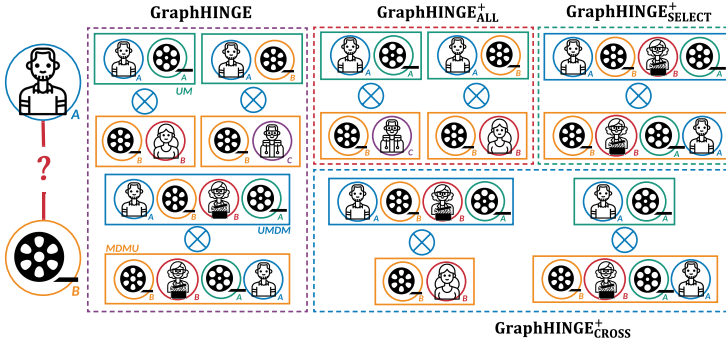 GraphHINGE
GraphHINGE+ALL
GraphHINGE+SELECT
A A A B
UM
A A A B
A B B A
A
?
B B B C
B C B B
B B A A
A B B A
UMDM
A B B A
A A
MDMU
B B A A
B B
B B A A
B
GraphHINGE+CROSS